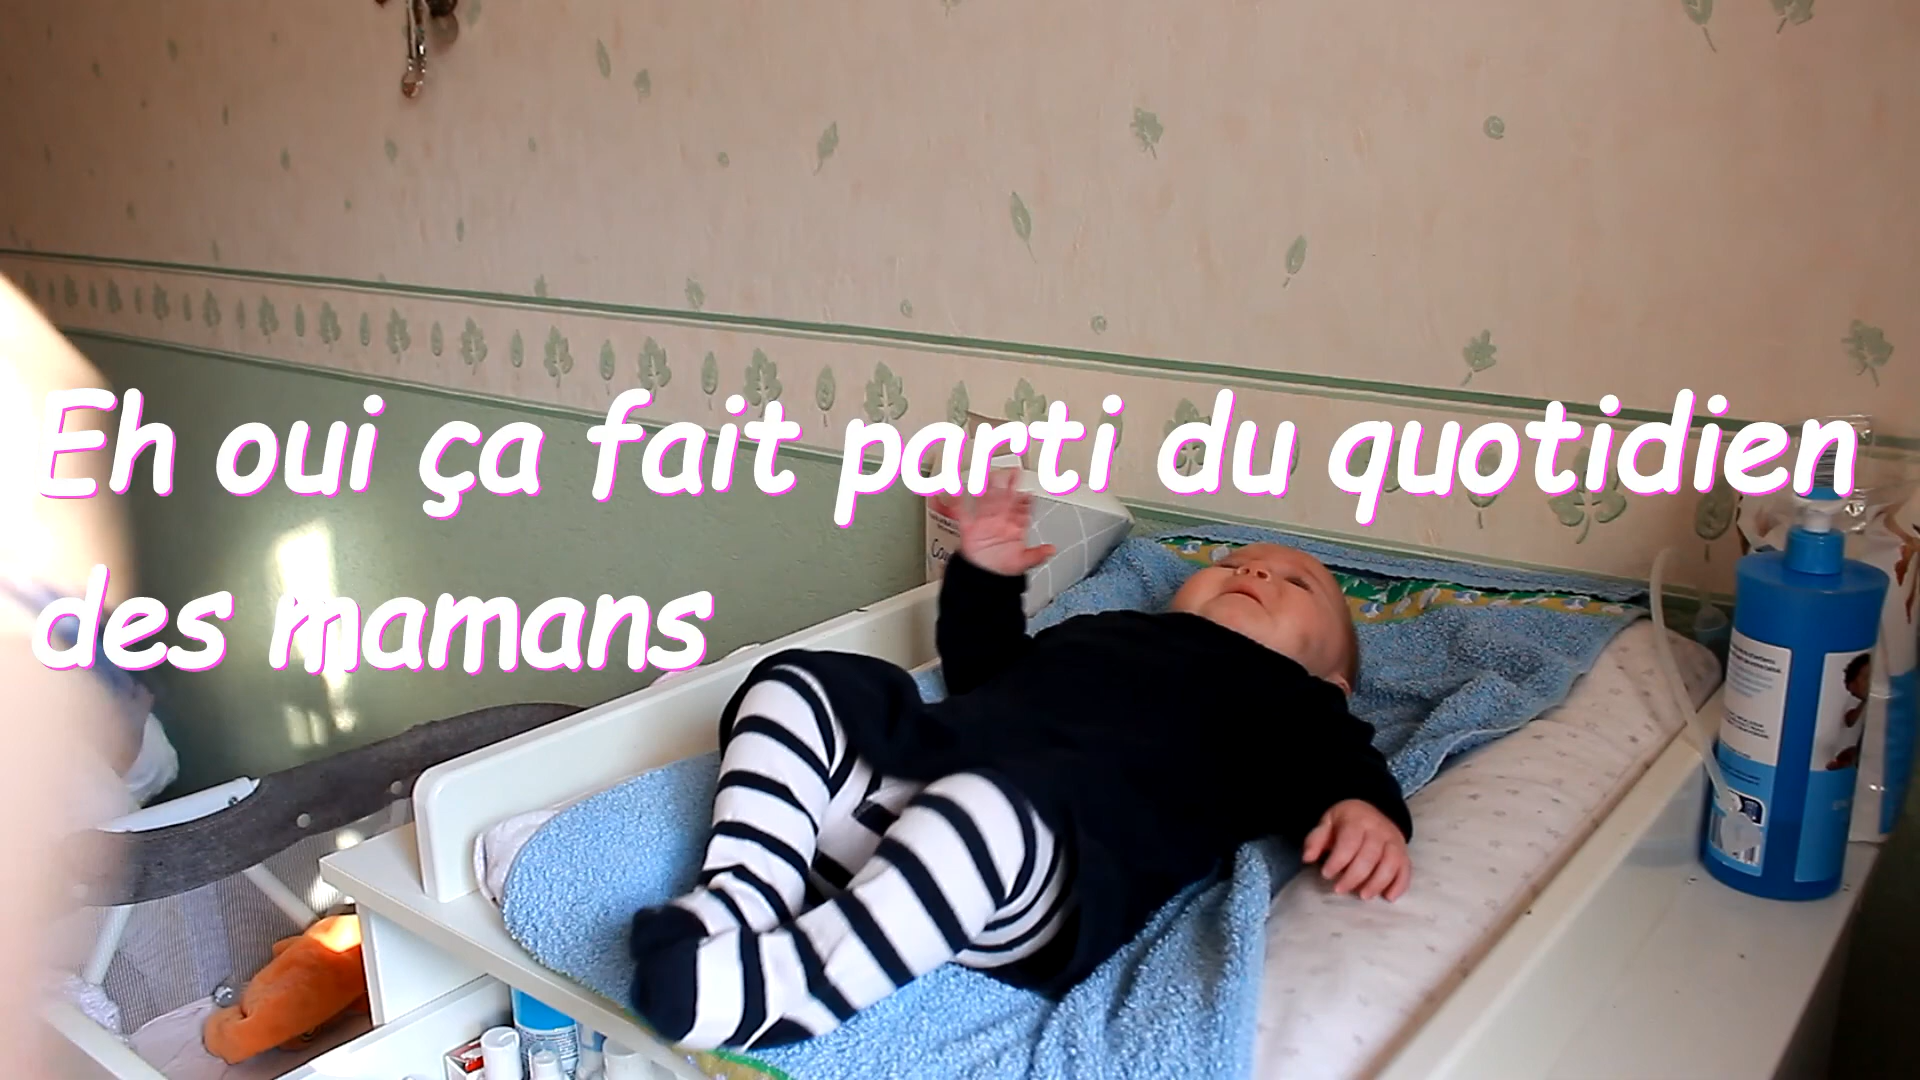 Eh oui ça fait parti du quotidien
des mamans